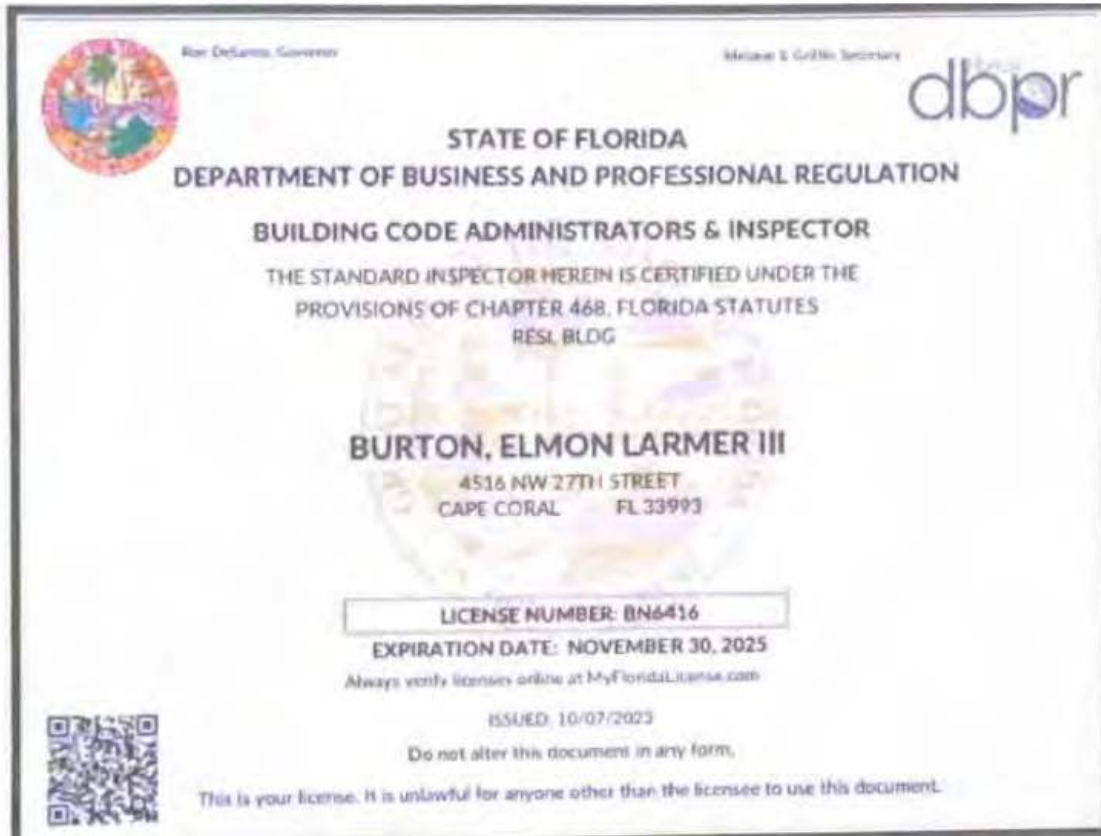 Ron DeSantis, Governor
Melanie S. Griffin, Secretary
dbpr
STATE OF FLORIDA
DEPARTMENT OF BUSINESS AND PROFESSIONAL REGULATION
BUILDING CODE ADMINISTRATORS & INSPECTOR
THE STANDARD INSPECTOR HEREIN IS CERTIFIED UNDER THE
PROVISIONS OF CHAPTER 468, FLORIDA STATUTES
RESI, BLDG
BURTON, ELMON LARMER III
4516 NW 27TH STREET
CAPE CORAL FL 33993
LICENSE NUMBER: BN6416
EXPIRATION DATE: NOVEMBER 30, 2025
Always verify licenses online at MyFloridaLicense.com
ISSUED: 10/07/2023
Do not alter this document in any form.
This is your license. It is unlawful for anyone other than the licensee to use this document.